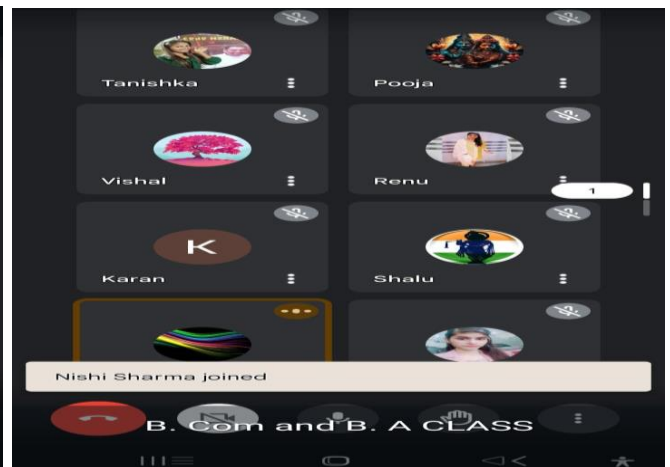 Tanishka
Pooja
Vishal
Renu
1
K
Karan
Shalu
Nishi Sharma joined
B. Com and B. A CLASS